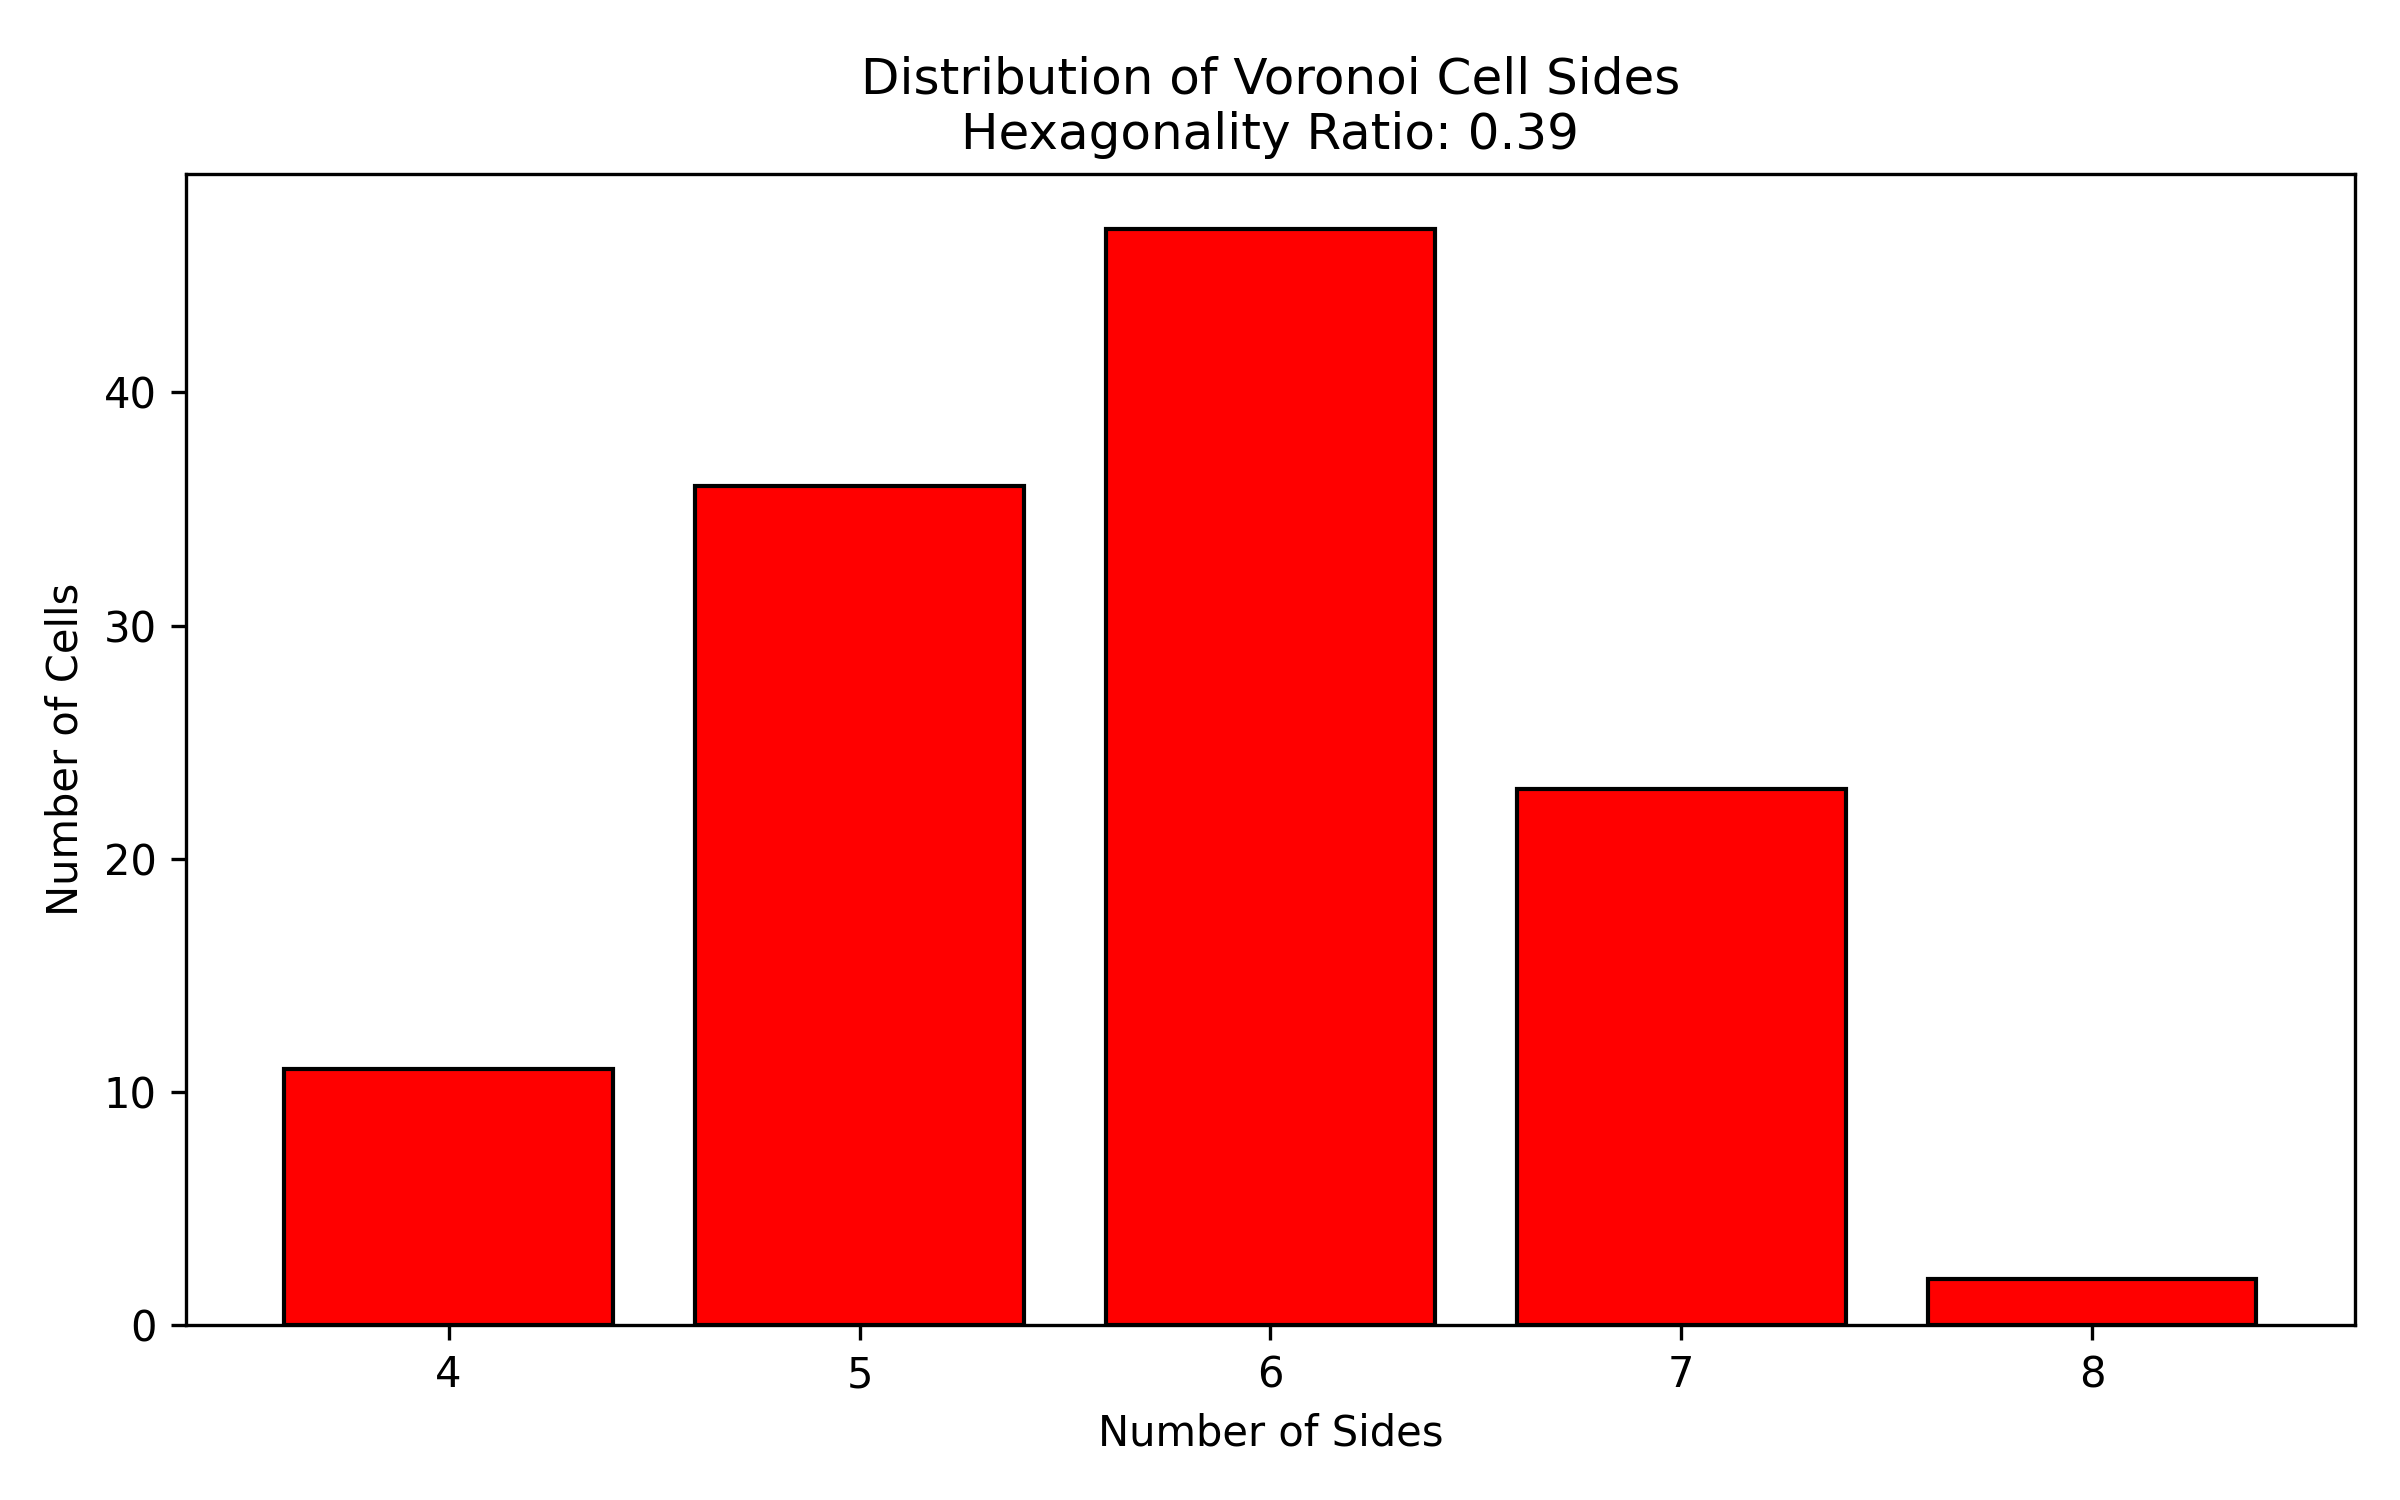 Distribution of Voronoi Cell Sides
Hexagonality Ratio: 0.39
Number of Cells
40
30
20
10
0
4 5 6 7 8
Number of Sides